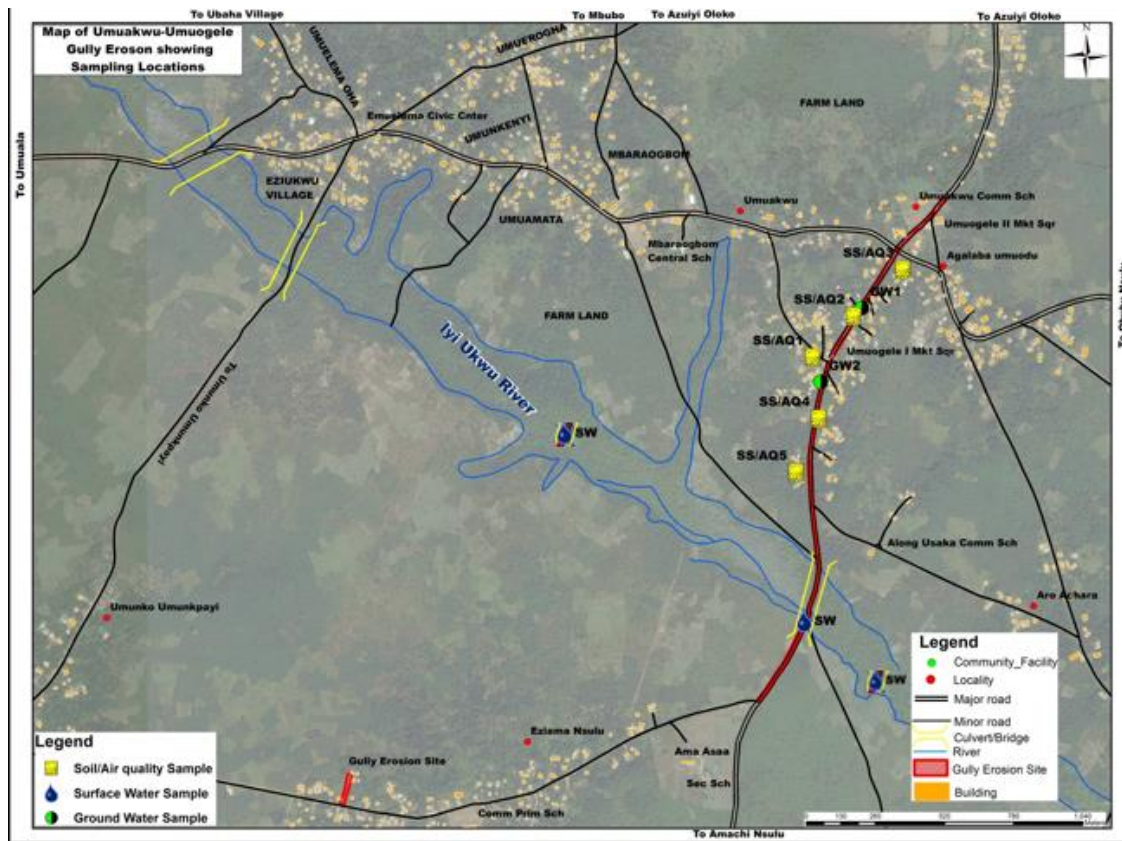 To Ubaha Village
To Mbubo
To Azuiyi Oloko
To Azuiyi Oloko
Map of Umuakwu-Umuogele
Gully Eroson showing
Sampling Locations
N
UMUELEMA OHA
UMUEROGHA
FARM LAND
Emuelema Civic Cnter
UMUNKENYI
MBARAOGBOM
To Umuala
EZIUKWU
VILLAGE
UMUAMATA
Umuakwu
Umuakwu Comm Sch
Umuogele II Mkt Sqr
Mbaraogbom
Central Sch
SS/AQ3
Agalaba umuodu
SS/AQ2
GW1
FARM LAND
Iyi Ukwu River
SS/AQ1
Umuogele I Mkt Sqr
GW2
To Umunko Umunkpayi
SS/AQ4
SW
SS/AQ5
Along Usaka Comm Sch
Umunko Umunkpayi
Aro Achara
SW
SW
Eziama Nsulu
Gully Erosion Site
Ama Asaa
Sec Sch
Comm Prim Sch
To Amachi Nsulu
Legend
Soil/Air quality Sample
Surface Water Sample
Ground Water Sample
Legend
Community_Facility
Locality
Major road
Minor road
Culvert/Bridge
River
Gully Erosion Site
Building
0
260
520
780
1,040